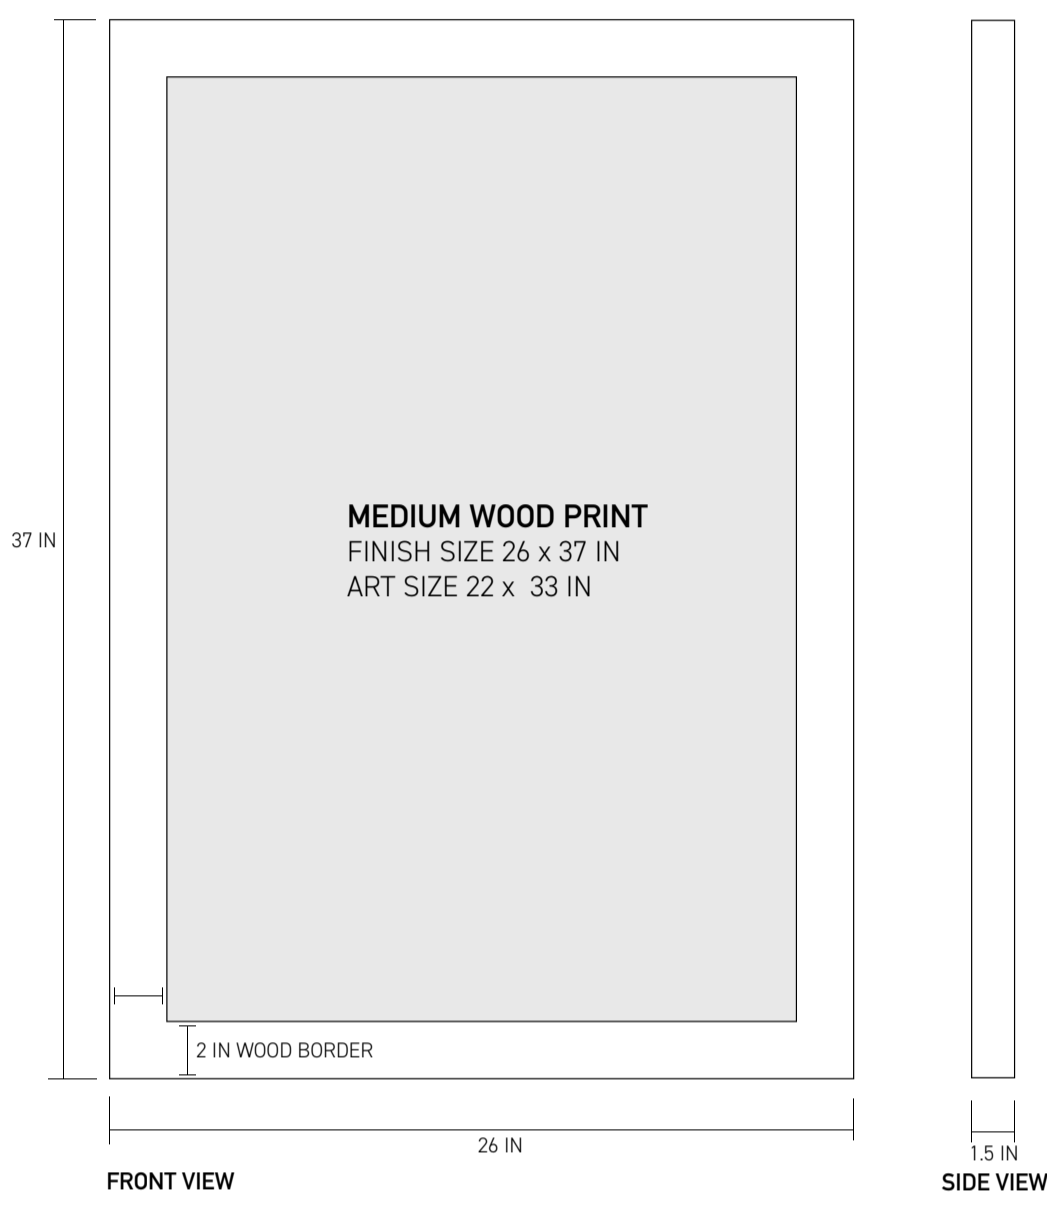 37 IN
MEDIUM WOOD PRINT
FINISH SIZE 26 x 37 IN
ART SIZE 22 x 33 IN
2 IN WOOD BORDER
26 IN
FRONT VIEW
1.5 IN
SIDE VIEW